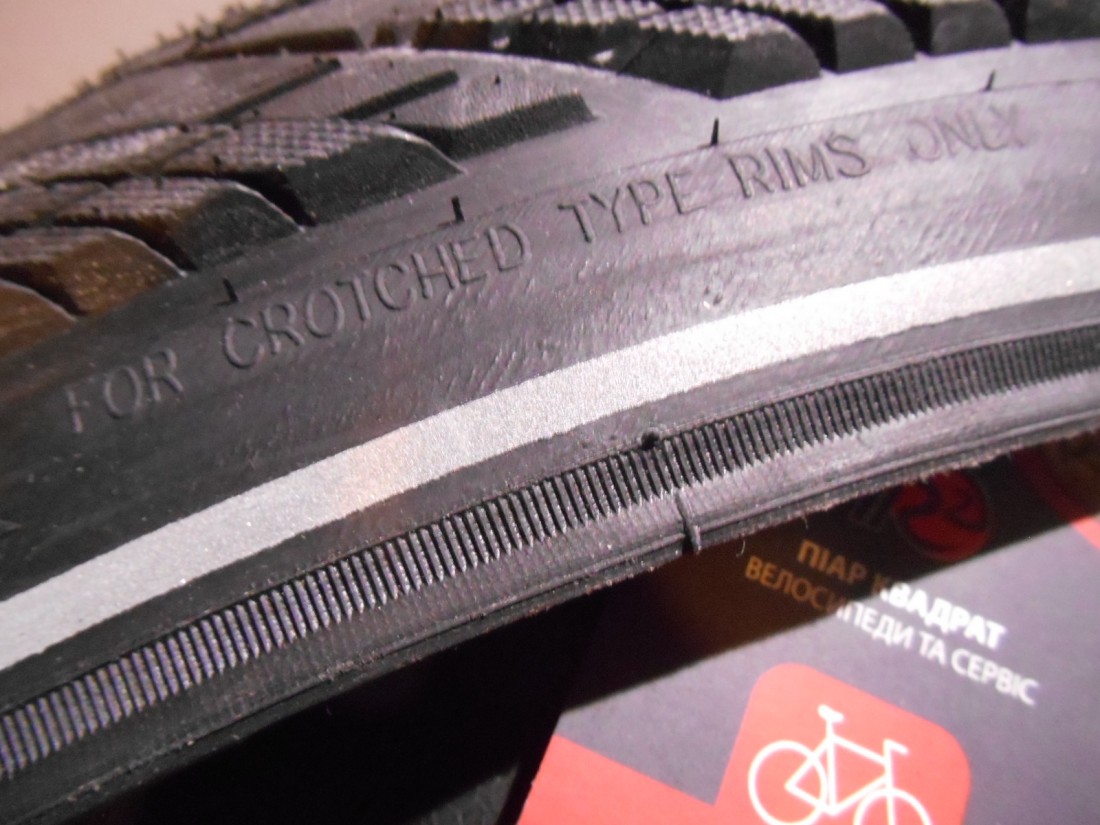 FOR CROTCHED TYPE RIMS ONLY
ПІАР КВАДРАТ
ВЕЛОСИПЕДИ ТА СЕРВІС